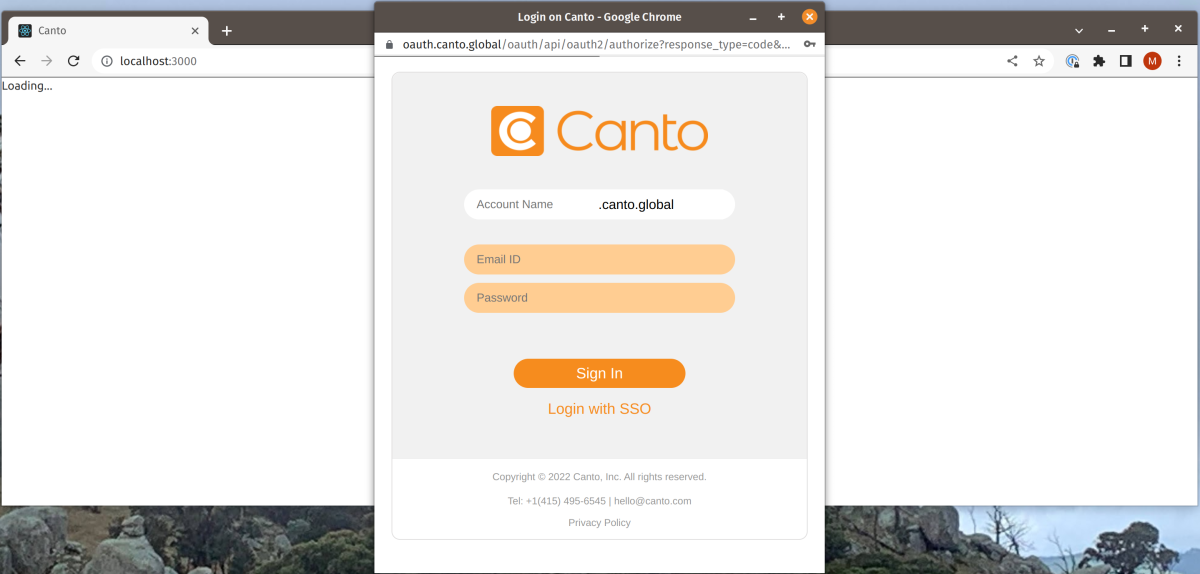 Canto
localhost:3000
M
Loading...
Login on Canto - Google Chrome
oauth.canto.global/oauth/api/oauth2/authorize?response_type=code&...
Canto
Account Name .canto.global
Email ID
Password
Sign In
Login with SSO
Copyright © 2022 Canto, Inc. All rights reserved.
Tel: +1(415) 495-6545 | hello@canto.com
Privacy Policy